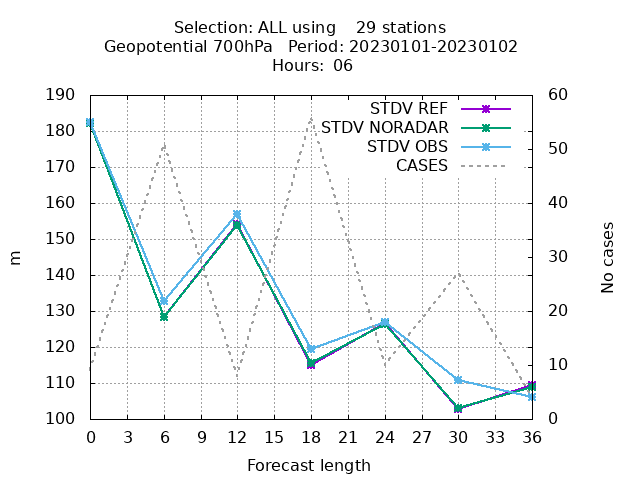 Selection: ALL using    29 stations
Geopotential 700hPa   Period: 20230101-20230102
Hours:  06
STDV REF
STDV NORADAR
STDV OBS
CASES
190
180
170
160
150
140
130
120
110
100
m
60
50
40
30
20
10
0
No cases
0 3 6 9 12 15 18 21 24 27 30 33 36
Forecast length